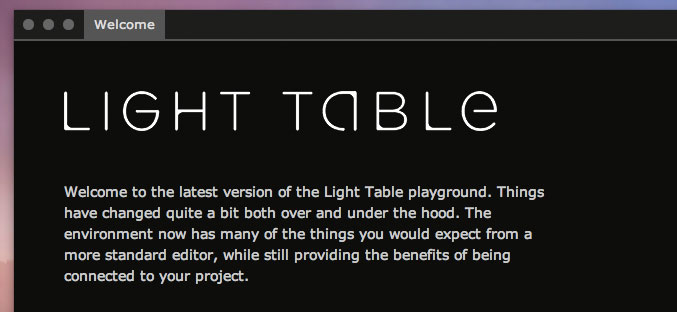 Welcome
LIGHT TABLE
Welcome to the latest version of the Light Table playground. Things
have changed quite a bit both over and under the hood. The
environment now has many of the things you would expect from a
more standard editor, while still providing the benefits of being
connected to your project.